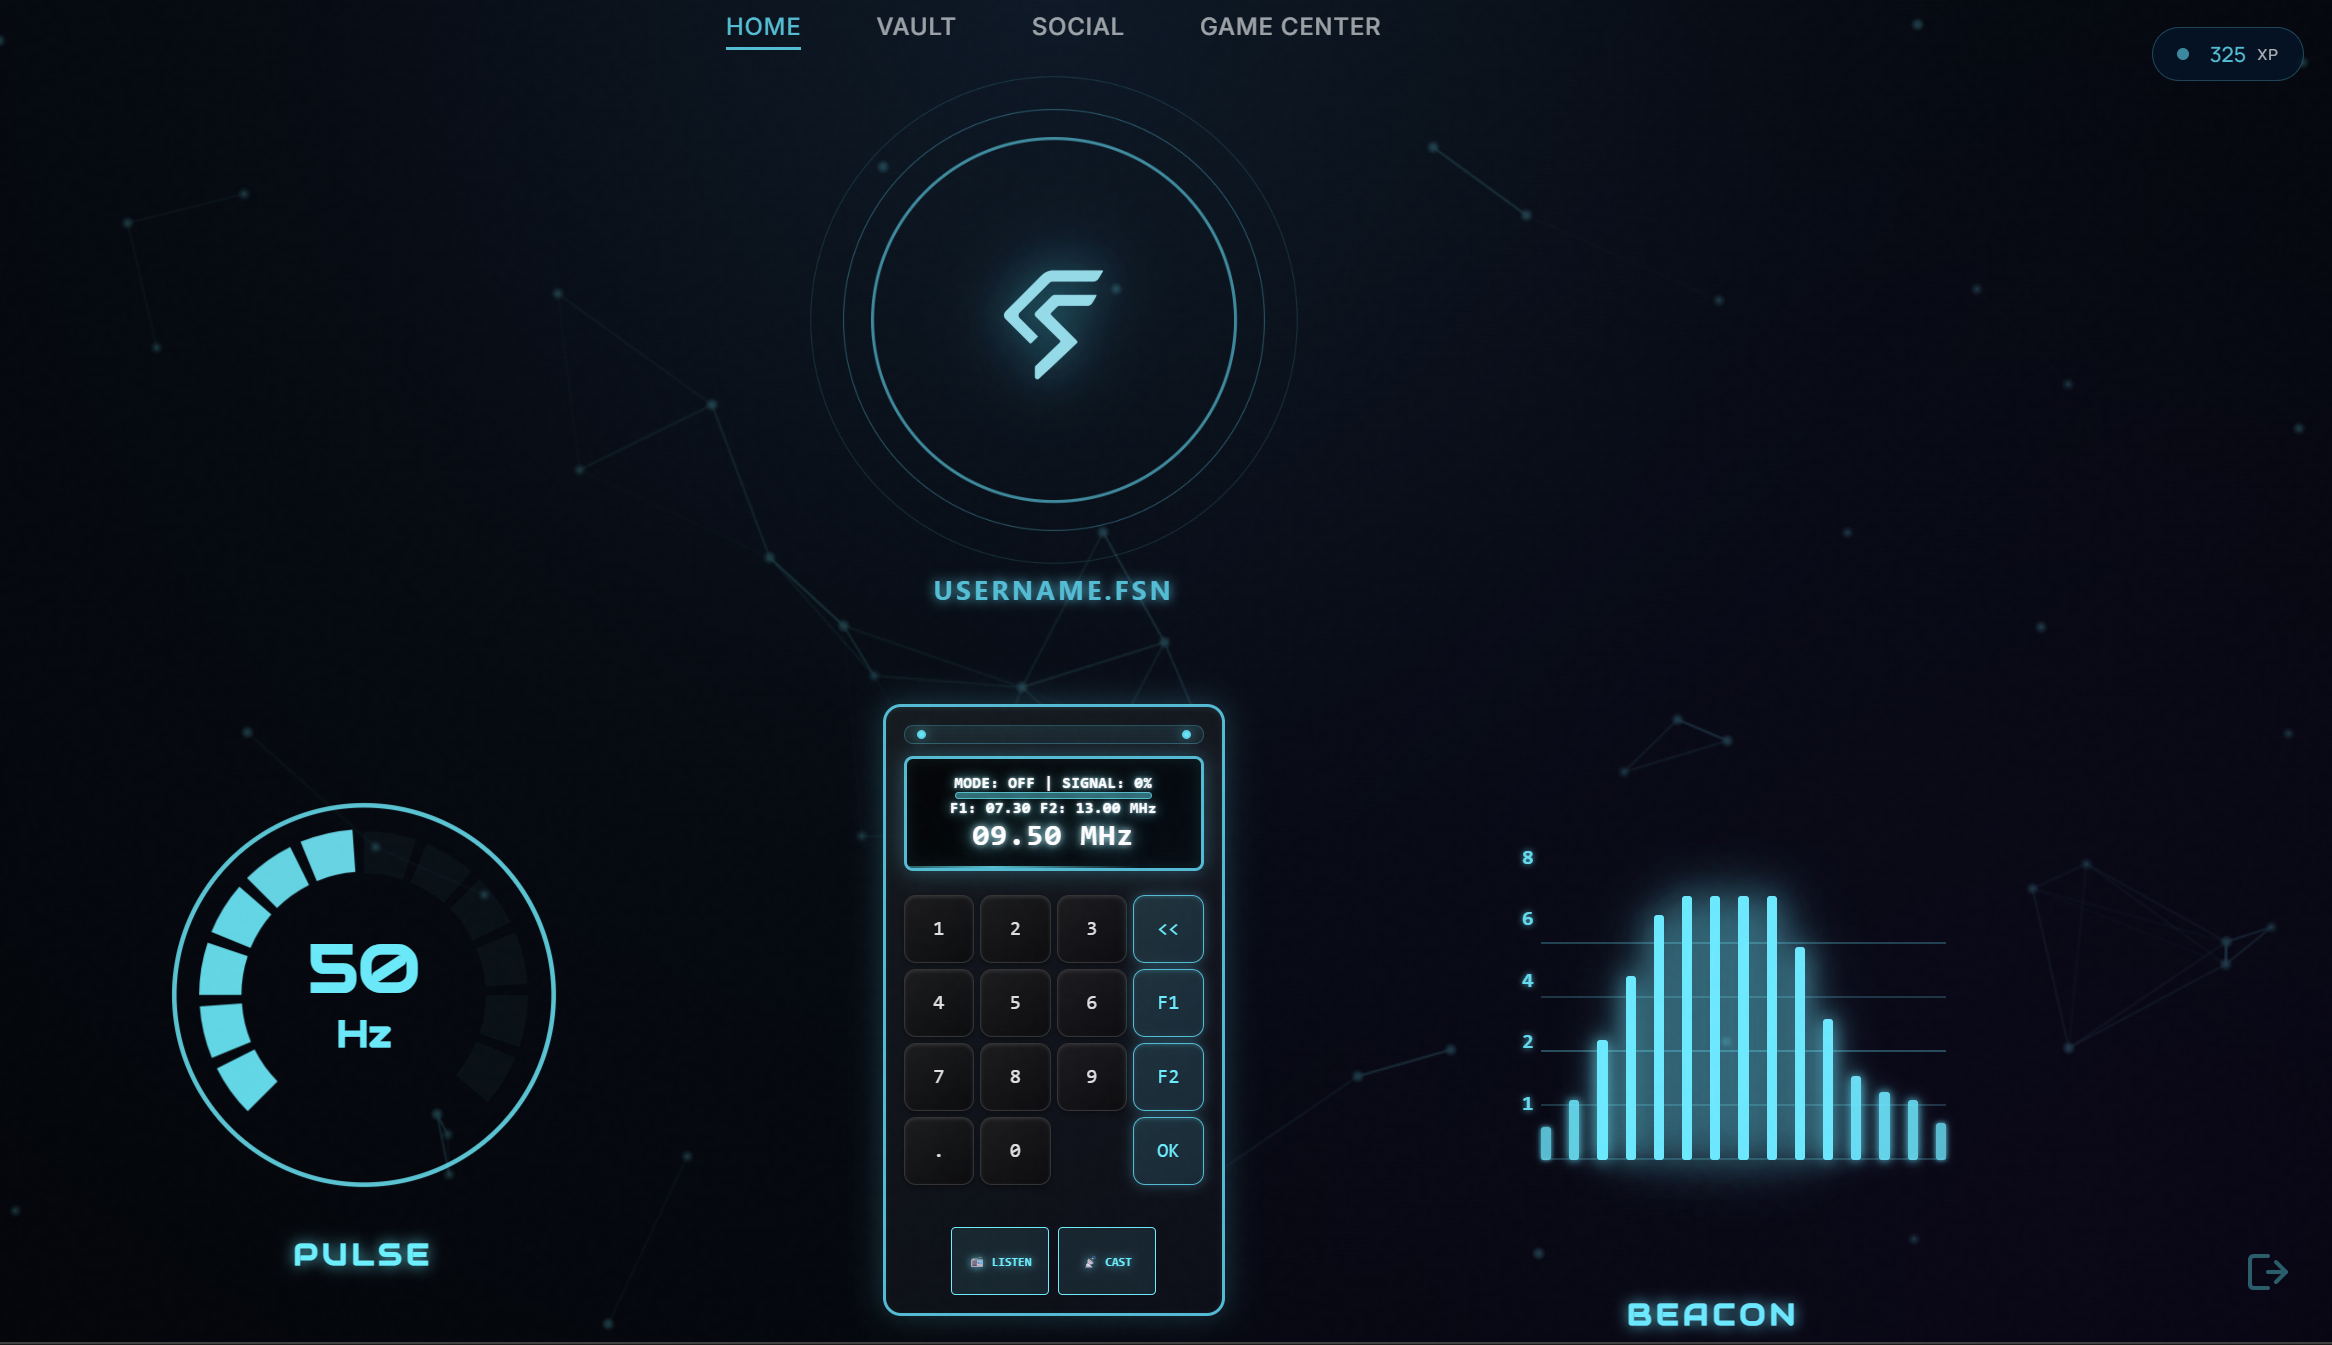 HOME VAULT SOCIAL GAME CENTER
325 XP
USERNAME.FSN
MODE: OFF | SIGNAL: 0%
F1: 07.30 F2: 13.00 MHz
09.50 MHz
1 2 3 <<
4 5 6 F1
7 8 9 F2
. 0 OK
LISTEN CAST
50
Hz
PULSE
8
6
4
2
1
BEACON